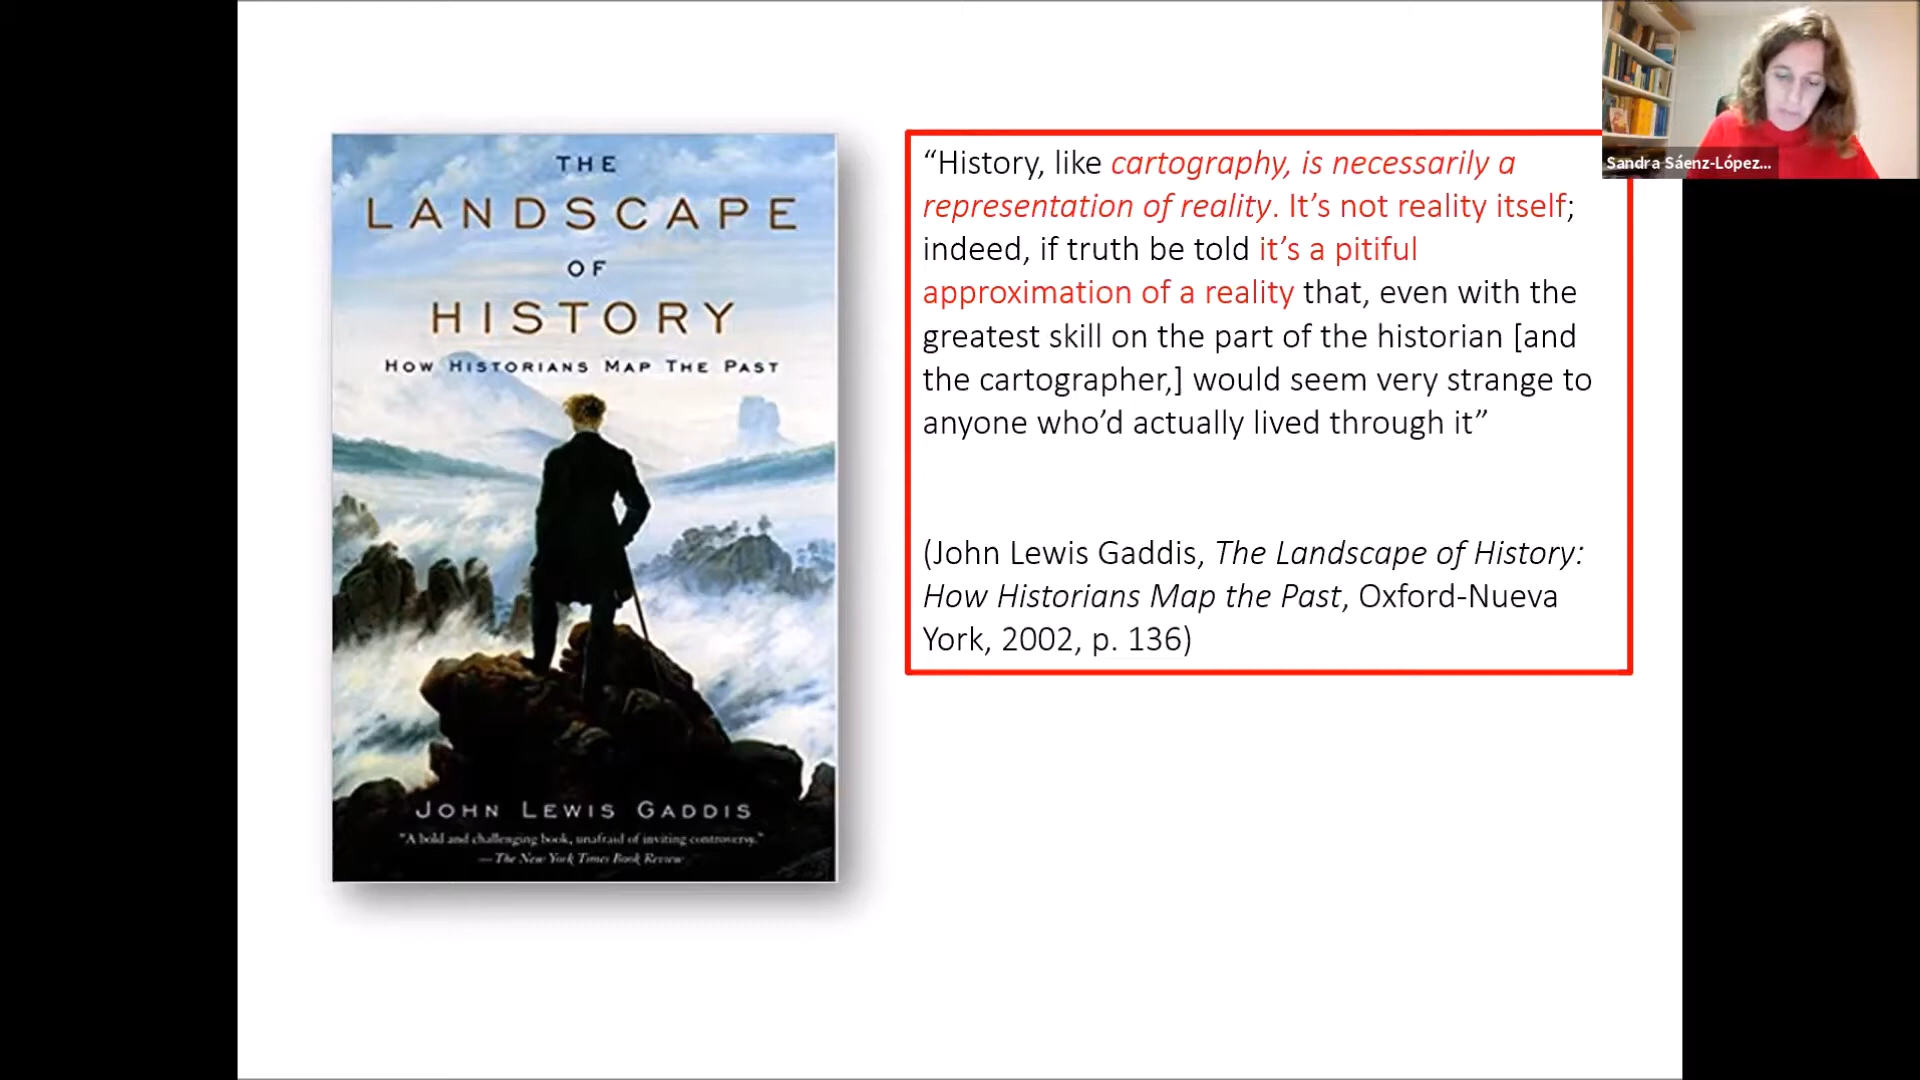 THE
LANDSCAPE
OF
HISTORY
HOW HISTORIANS MAP THE PAST
JOHN LEWIS GADDIS
"A bold and challenging book, unafraid of inviting controversy."
—The New York Times Book Review
“History, like cartography, is necessarily a
representation of reality. It’s not reality itself;
indeed, if truth be told it’s a pitiful
approximation of a reality that, even with the
greatest skill on the part of the historian [and
the cartographer,] would seem very strange to
anyone who’d actually lived through it”
(John Lewis Gaddis, The Landscape of History:
How Historians Map the Past, Oxford-Nueva
York, 2002, p. 136)
Sandra Sáenz-López...